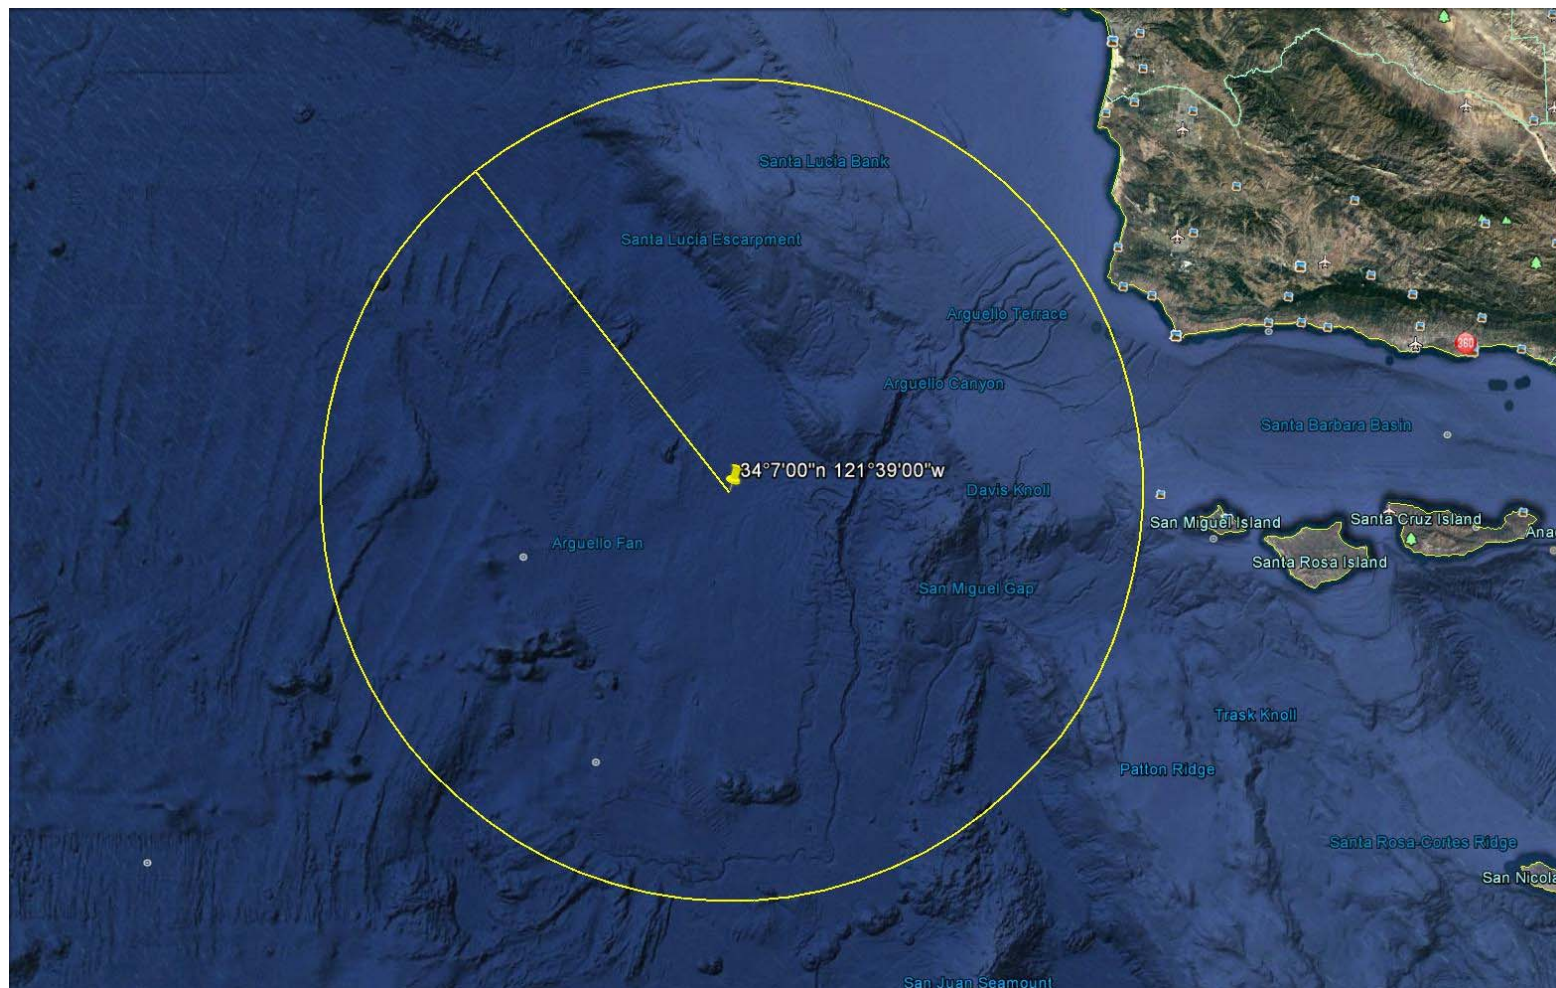 Santa Lucia Bank
Santa Lucia Escarpment
Arguello Terrace
360
Arguello Canyon
Santa Barbara Basin
34°7'00"n 121°39'00"w
Davis Knoll
San Miguel Island
Santa Cruz Island
Arguello Fan
Ana
Santa Rosa Island
San Miguel Gap
Trask Knoll
Patton Ridge
Santa Rosa-Cortes Ridge
San Nicola
San Juan Seamount